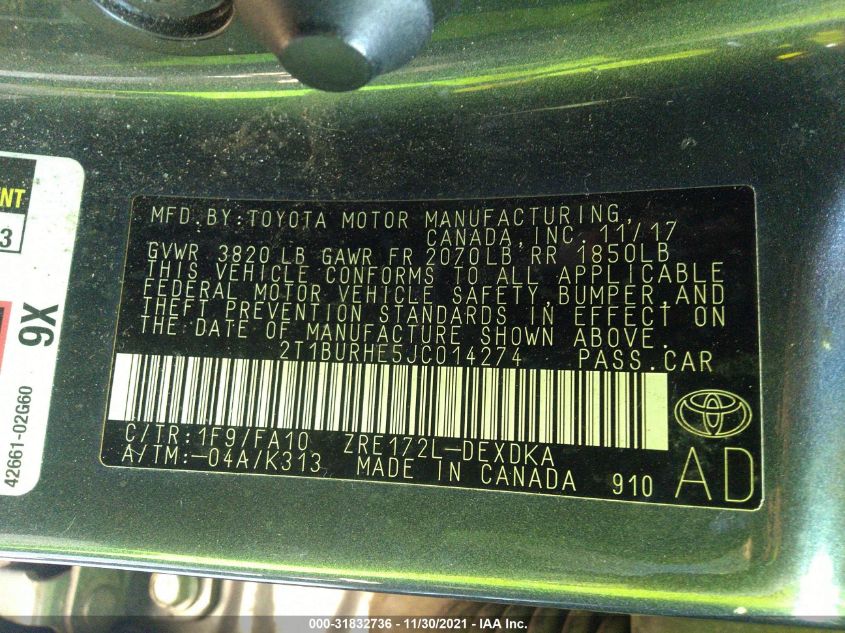 NT
3
9X
42661-02G60
MFD.BY:TOYOTA MOTOR MANUFACTURING,
CANADA,INC. 11/17
GVWR 3820LB GAWR FR 2070LB RR 1850LB
THIS VEHICLE CONFORMS TO ALL APPLICABLE
FEDERAL MOTOR VEHICLE SAFETY,BUMPER,AND
THEFT PREVENTION STANDARDS IN EFFECT ON
THE DATE OF MANUFACTURE SHOWN ABOVE.
2T1BURHE5JC014274 PASS.CAR
C/TR:1F9/FA10 ZRE172L-DEXDKA
A/TM:-04A/K313 MADE IN CANADA 910 AD
000-31832736 - 11/30/2021 - IAA Inc.